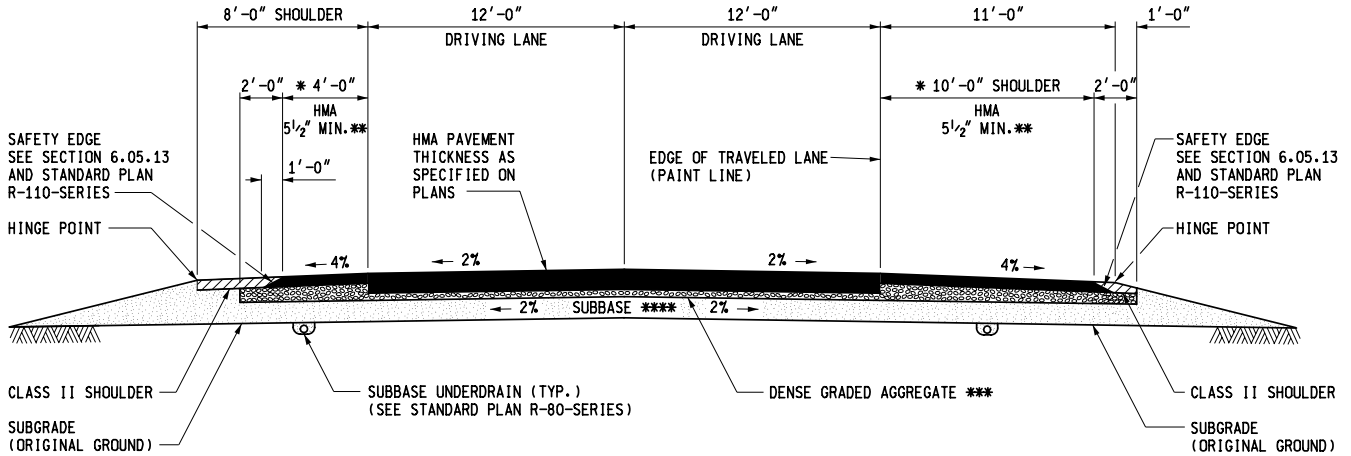 8'-0" SHOULDER
12'-0"
12'-0"
11'-0"
1'-0"
DRIVING LANE
DRIVING LANE
2'-0"
* 4'-0"
* 10'-0" SHOULDER
2'-0"
HMA
5 1/2" MIN.**
HMA
5 1/2" MIN.**
SAFETY EDGE
SEE SECTION 6.05.13
AND STANDARD PLAN
R-110-SERIES
1'-0"
HMA PAVEMENT
THICKNESS AS
SPECIFIED ON
PLANS
EDGE OF TRAVELED LANE
(PAINT LINE)
SAFETY EDGE
SEE SECTION 6.05.13
AND STANDARD PLAN
R-110-SERIES
HINGE POINT
HINGE POINT
4%
2%
2%
4%
2%
SUBBASE ****
2%
CLASS II SHOULDER
SUBBASE UNDERDRAIN (TYP.)
(SEE STANDARD PLAN R-80-SERIES)
DENSE GRADED AGGREGATE ***
CLASS II SHOULDER
SUBGRADE
(ORIGINAL GROUND)
SUBGRADE
(ORIGINAL GROUND)